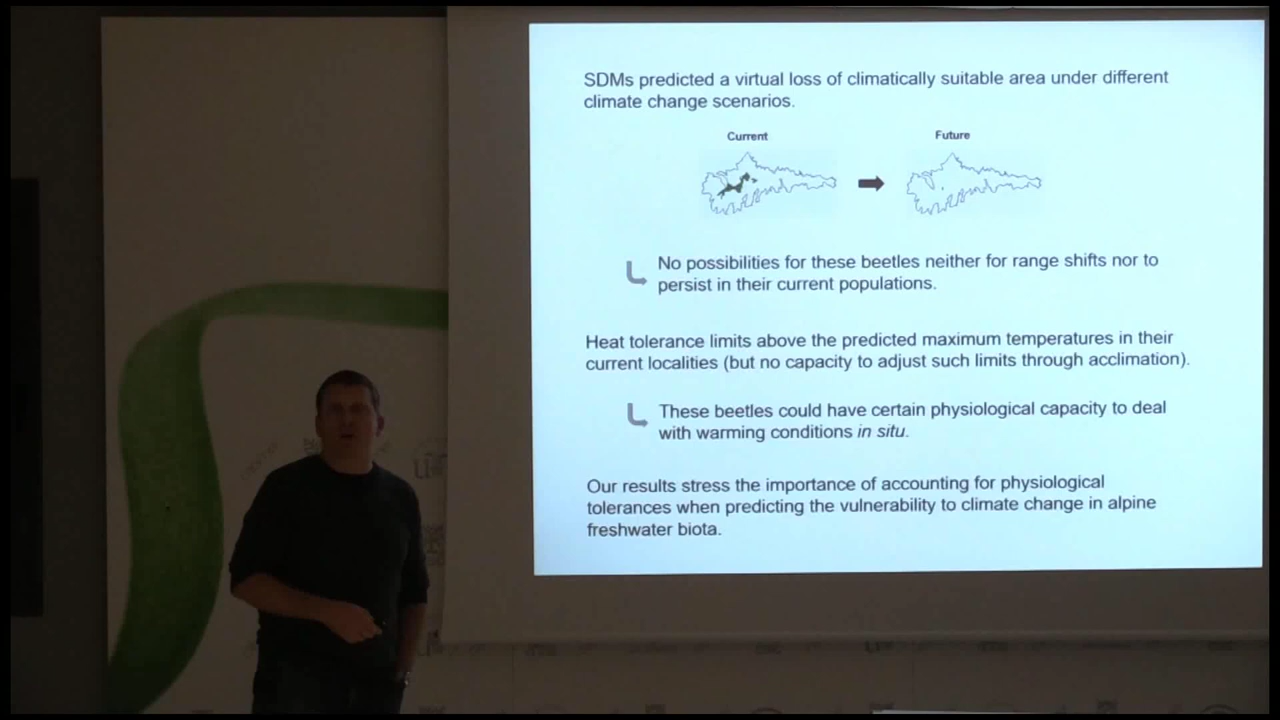 SDMs predicted a virtual loss of climatically suitable area under different
climate change scenarios.
Current
Future
No possibilities for these beetles neither for range shifts nor to
persist in their current populations.
Heat tolerance limits above the predicted maximum temperatures in their
current localities (but no capacity to adjust such limits through acclimation).
These beetles could have certain physiological capacity to deal
with warming conditions in situ.
Our results stress the importance of accounting for physiological
tolerances when predicting the vulnerability to climate change in alpine
freshwater biota.